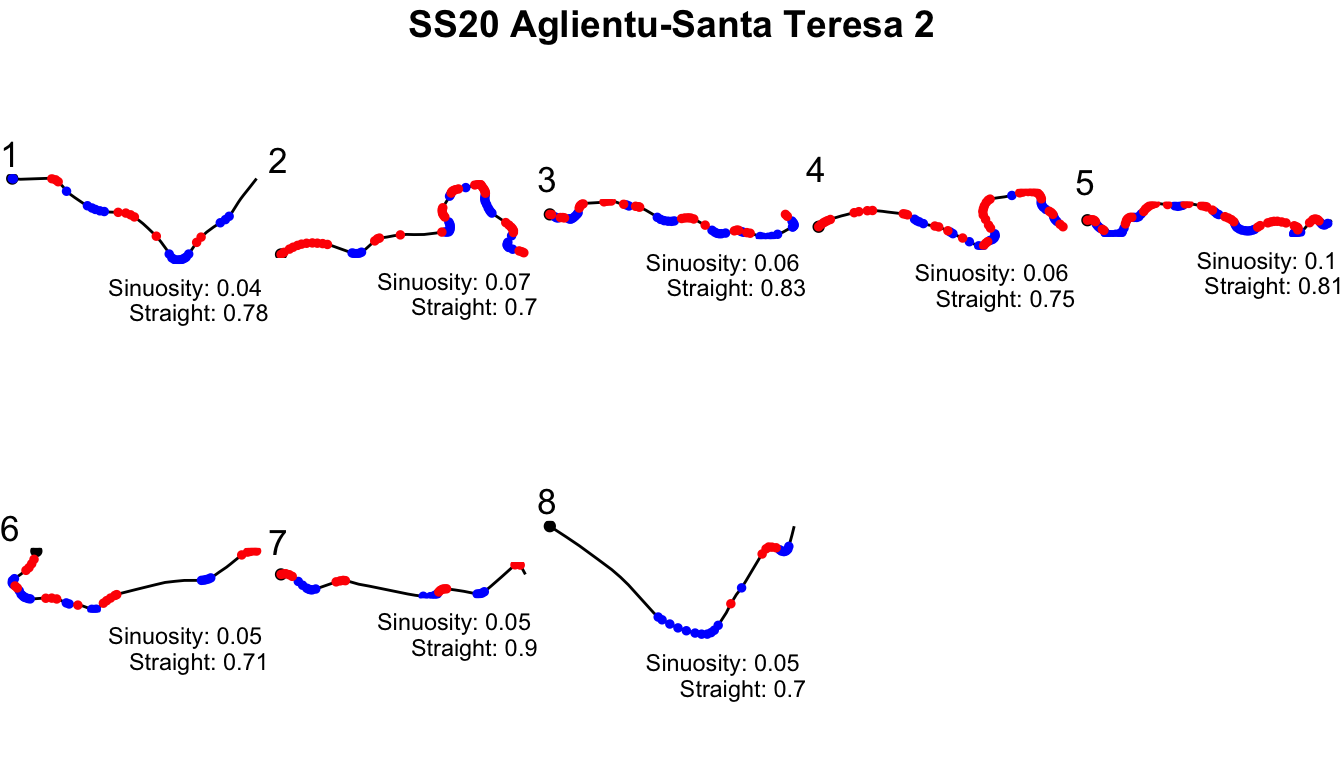 SS20 Aglientu-Santa Teresa 2
1
Sinuosity: 0.04
Straight: 0.78
2
Sinuosity: 0.07
Straight: 0.7
3
Sinuosity: 0.06
Straight: 0.83
4
Sinuosity: 0.06
Straight: 0.75
5
Sinuosity: 0.1
Straight: 0.81
6
Sinuosity: 0.05
Straight: 0.71
7
Sinuosity: 0.05
Straight: 0.9
8
Sinuosity: 0.05
Straight: 0.7